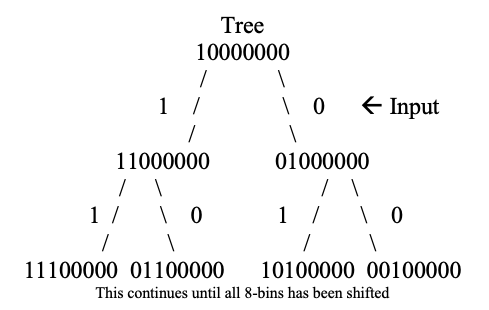 Tree
10000000
1 0 ← Input
11000000 01000000
1 0 1 0
11100000 01100000 10100000 00100000
This continues until all 8-bins has been shifted